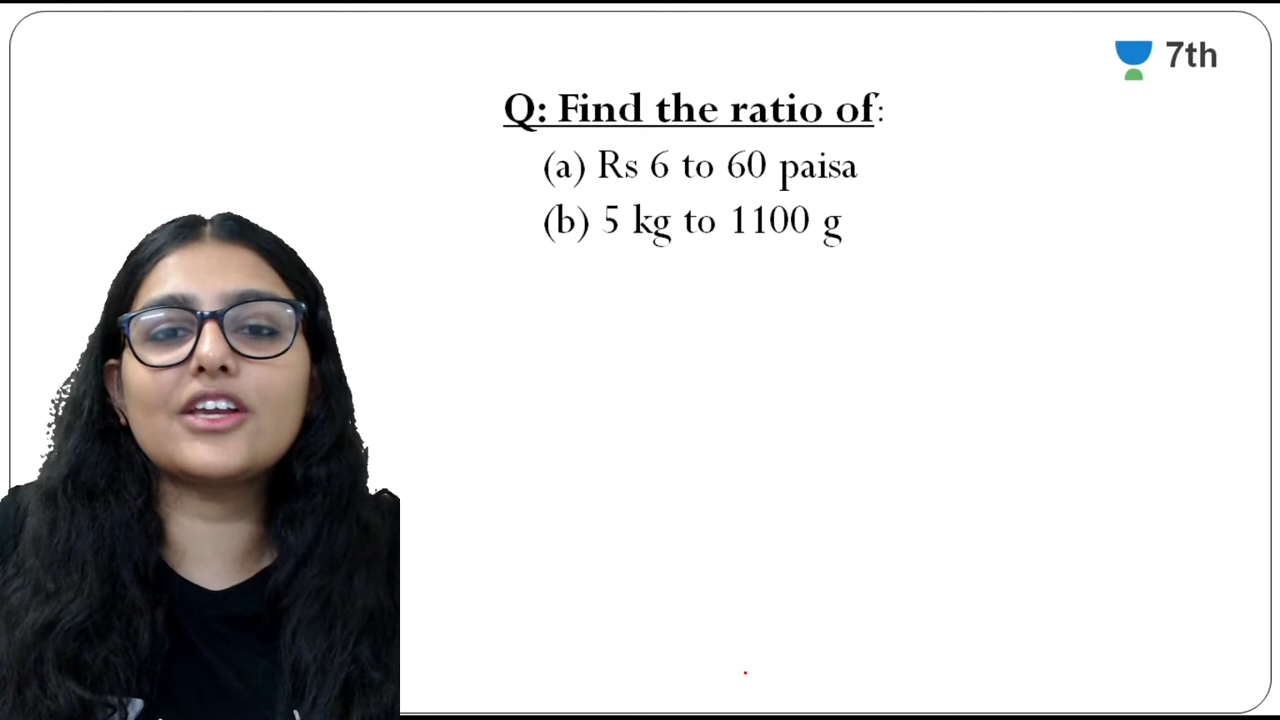 7th
Q: Find the ratio of:
(a) Rs 6 to 60 paisa
(b) 5 kg to 1100 g